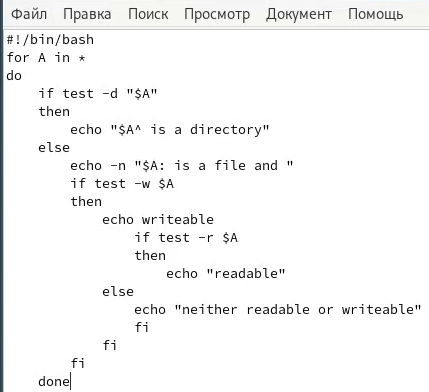 Файл Правка Поиск Просмотр Документ Помощь
#!/bin/bash
for A in *
do
    if test -d "$A"
    then
        echo "$A^ is a directory"
    else
        echo -n "$A: is a file and "
        if test -w $A
        then
            echo writeable
                if test -r $A
                then
                    echo "readable"
            else
                echo "neither readable or writeable"
                fi
            fi
        fi
    done